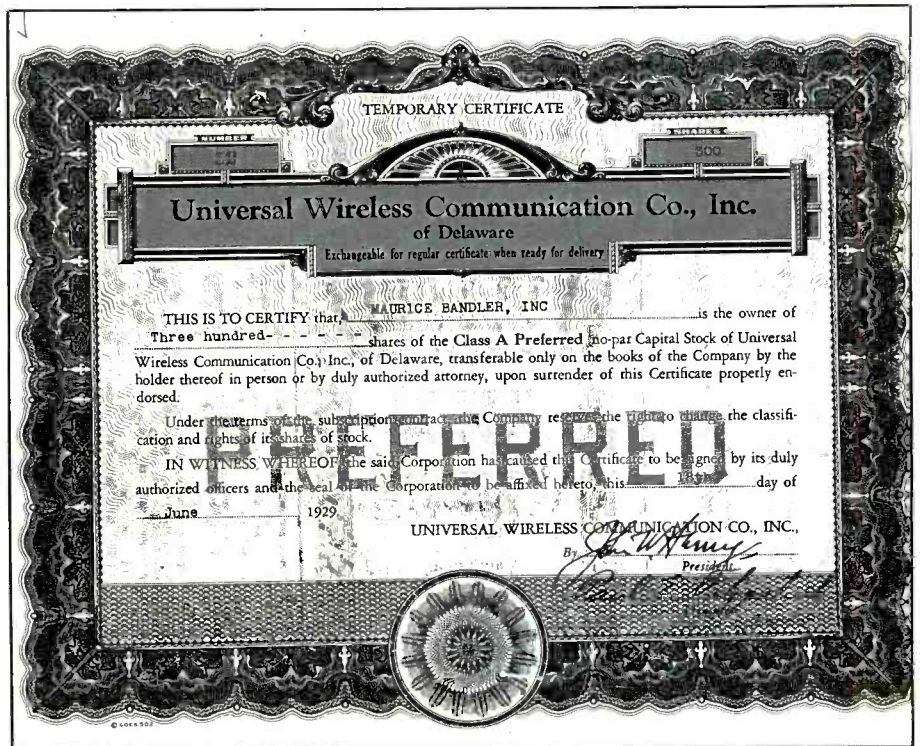 TEMPORARY CERTIFICATE
NUMBER
SHARES
300
Universal Wireless Communication Co., Inc.
of Delaware
Exchangeable for regular certificate when ready for delivery
THIS IS TO CERTIFY that, MAURICE BANDLER, INC is the owner of
Three hundred- - - - - - shares of the Class A Preferred no-par Capital Stock of Universal
Wireless Communication Co., Inc., of Delaware, transferable only on the books of the Company by the
holder thereof in person or by duly authorized attorney, upon surrender of this Certificate properly en-
dorsed.
Under the terms of the subscription contract the Company reserves the right to change the classifi-
cation and rights of its shares of stock.
PREFERRED
IN WITNESS WHEREOF the said Corporation has caused this Certificate to be signed by its duly
authorized officers and the seal of the Corporation to be affixed hereto, this 18th day of
June 1929
UNIVERSAL WIRELESS COMMUNICATION CO., INC.,
By
President